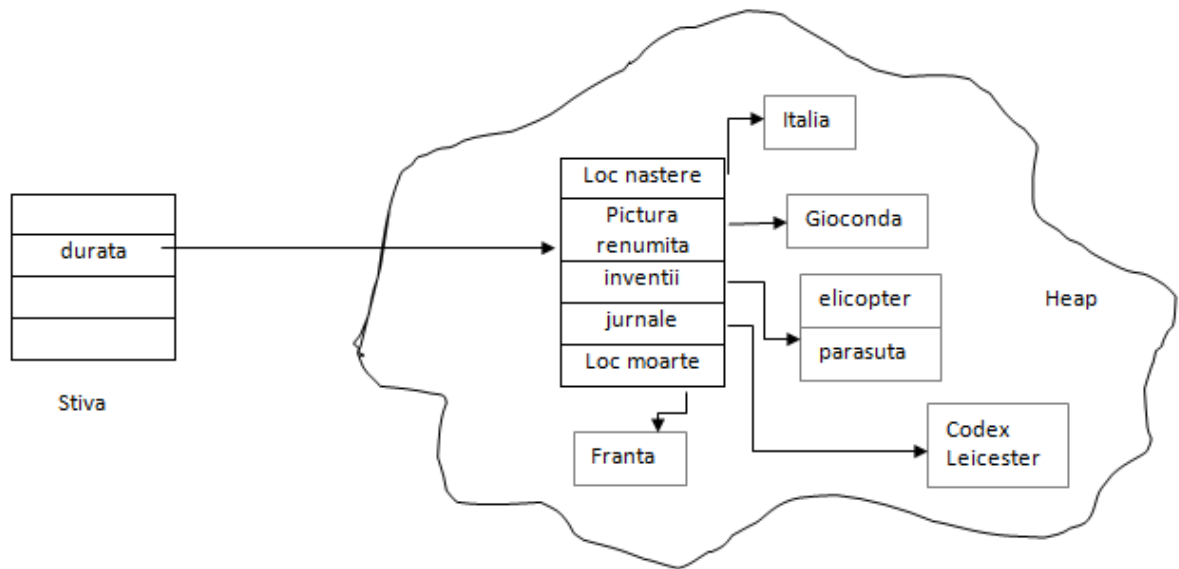 Italia
Loc nastere
Pictura
renumita
Gioconda
durata
inventii
elicopter
Heap
jurnale
parasuta
Loc moarte
Stiva
Codex
Leicester
Franta